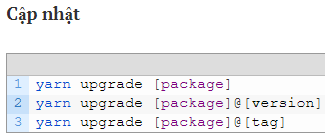 Cập nhật
1 yarn upgrade [package]
2 yarn upgrade [package]@[version]
3 yarn upgrade [package]@[tag]